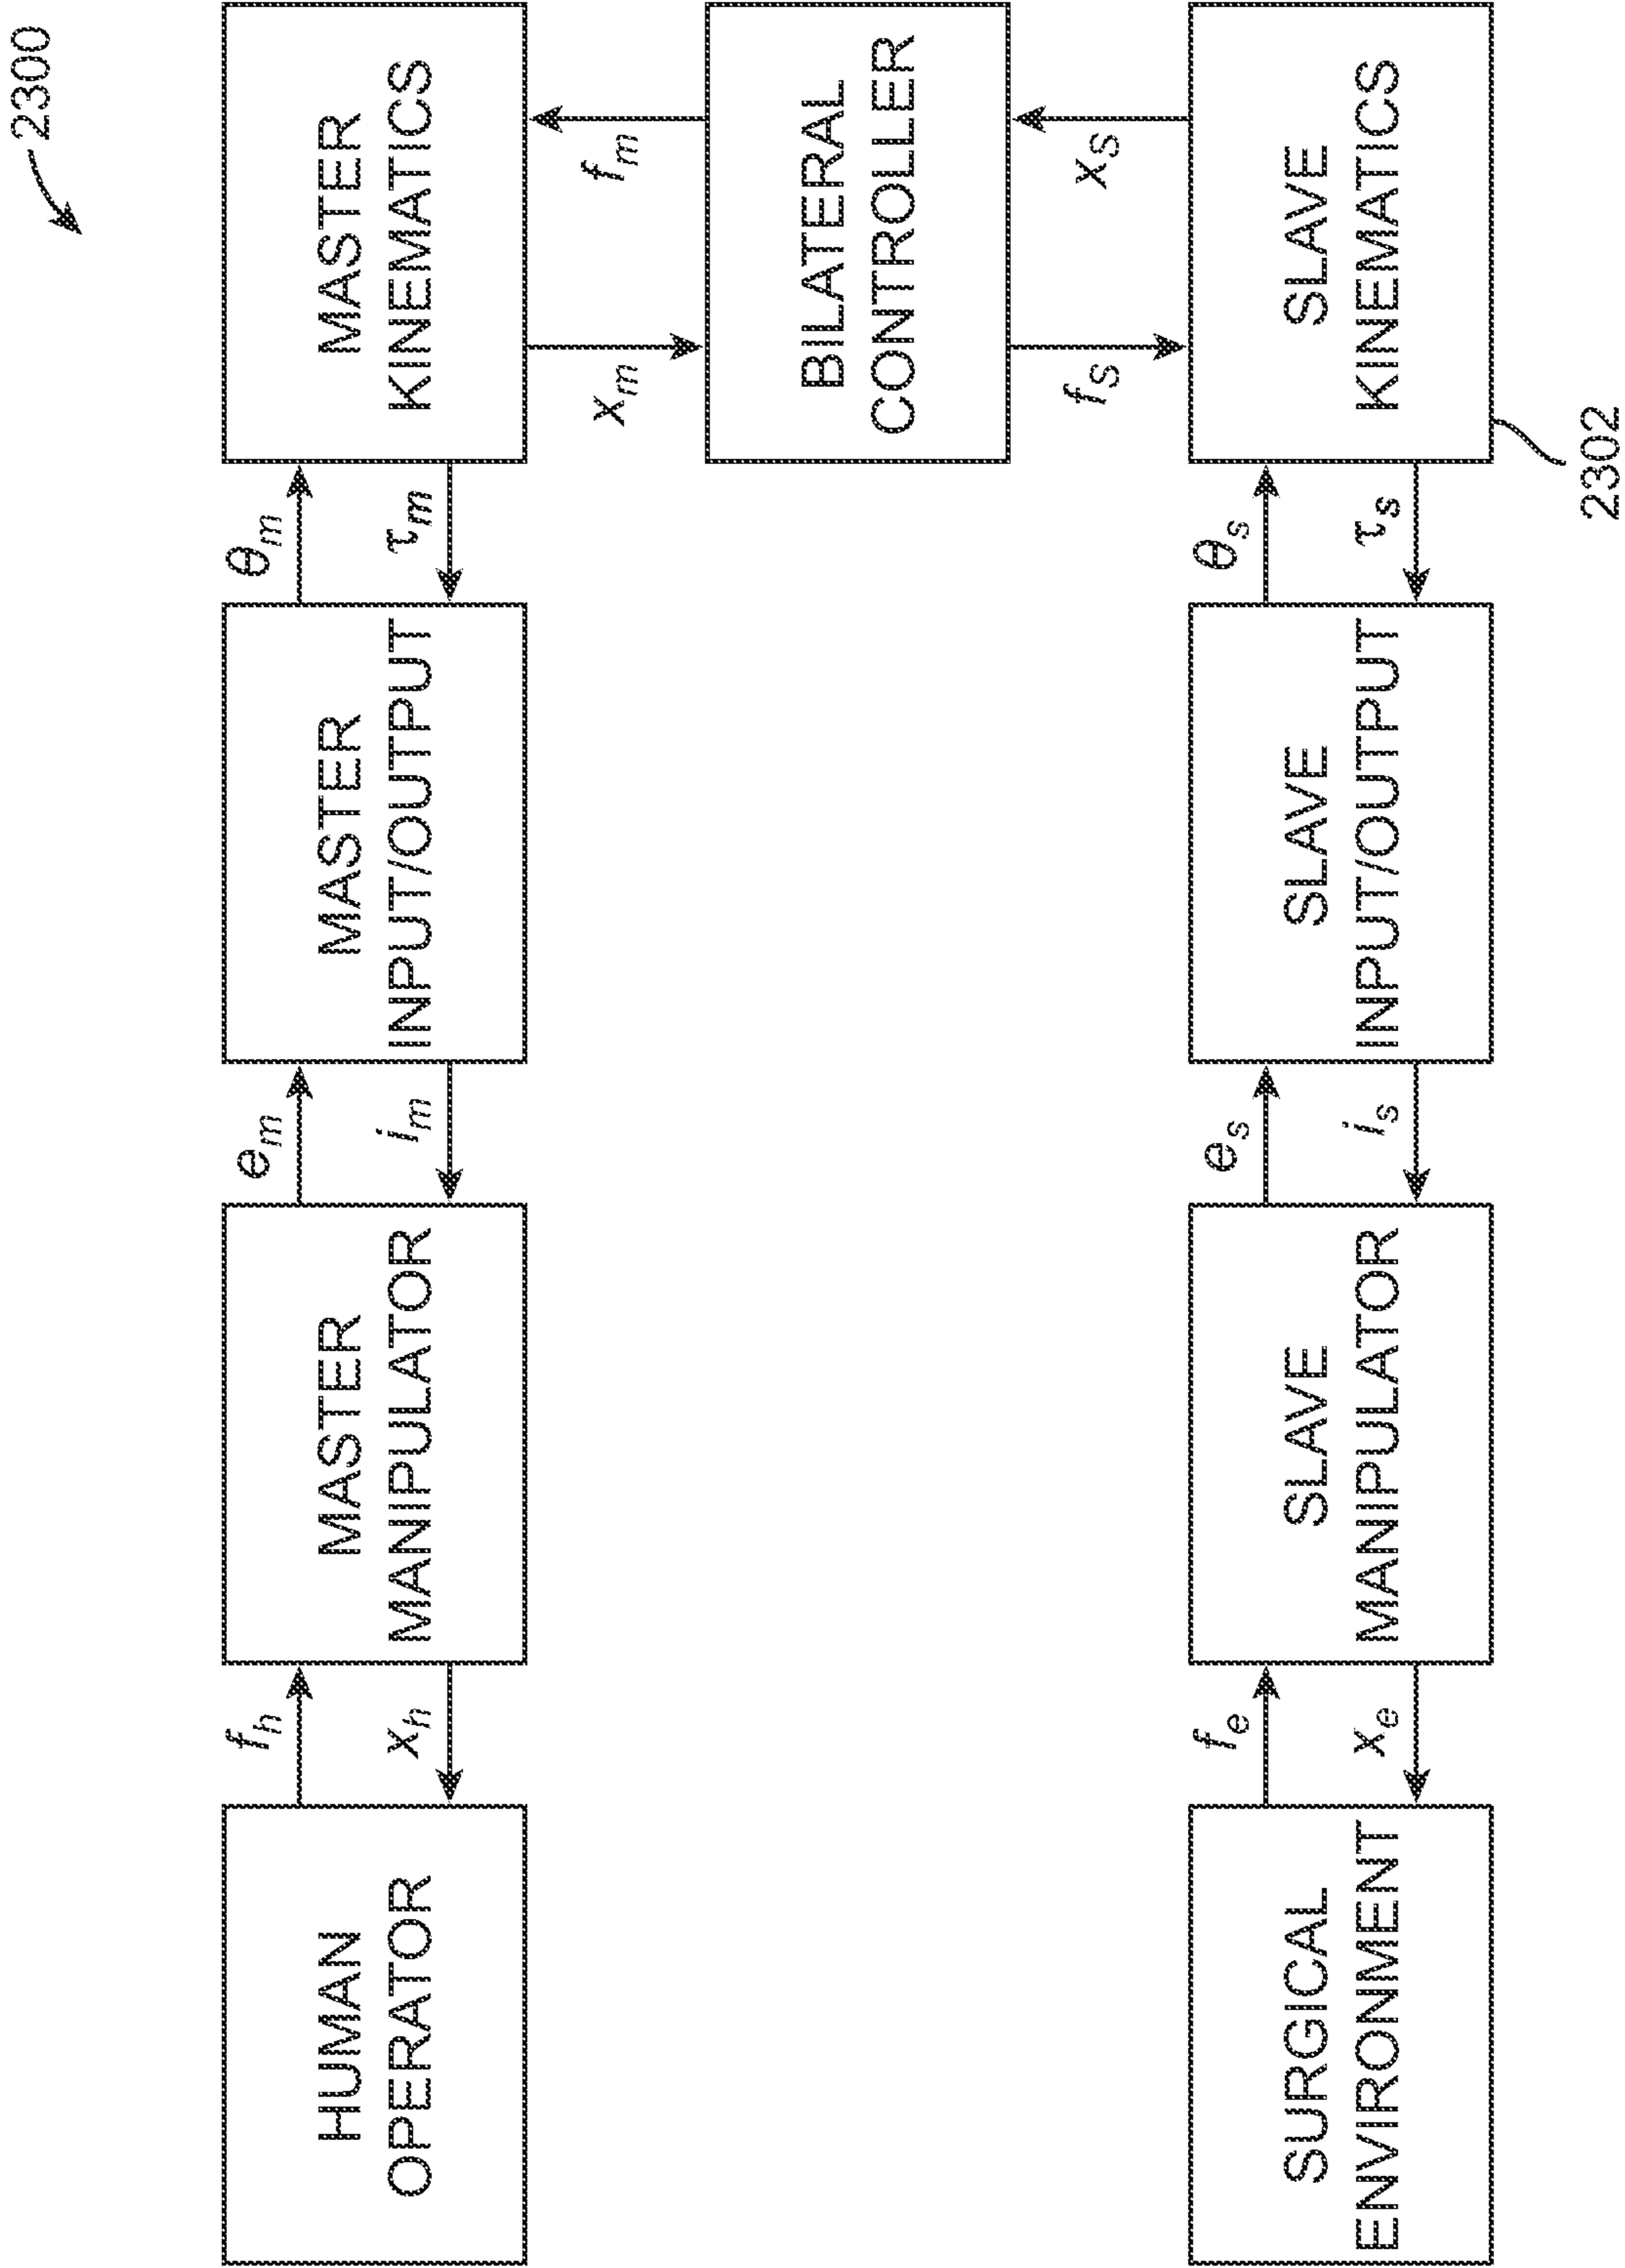 2300
HUMAN
OPERATOR
f_h
x_h
MASTER
MANIPULATOR
e_m
i_m
MASTER
INPUT/OUTPUT
θ_m
τ_m
MASTER
KINEMATICS
x_m
f_m
BILATERAL
CONTROLLER
f_s
x_s
SURGICAL
ENVIRONMENT
f_e
x_e
SLAVE
MANIPULATOR
e_s
i_s
SLAVE
INPUT/OUTPUT
θ_s
τ_s
SLAVE
KINEMATICS
2302